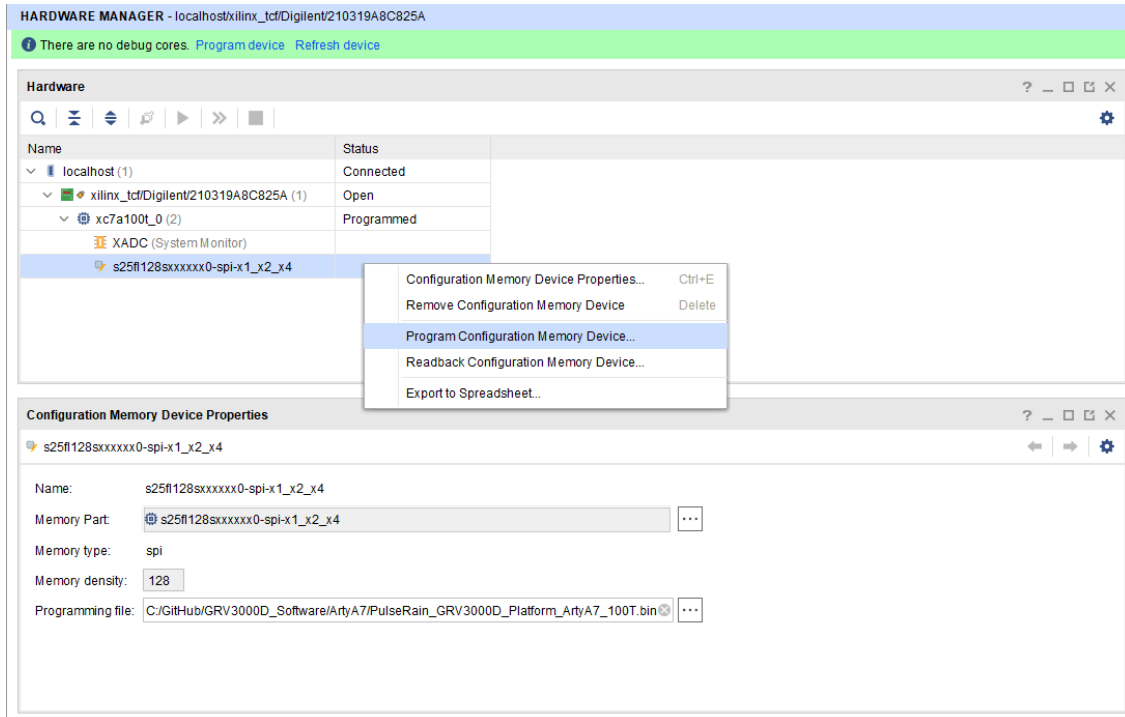 HARDWARE MANAGER - localhost/xilinx_tcf/Digilent/210319A8C825A
There are no debug cores. Program device Refresh device
Hardware
Name Status
localhost (1) Connected
xilinx_tcf/Digilent/210319A8C825A (1) Open
xc7a100t_0 (2) Programmed
XADC (System Monitor)
s25fl128sxxxxxx0-spi-x1_x2_x4
Configuration Memory Device Properties... Ctrl+E
Remove Configuration Memory Device Delete
Program Configuration Memory Device...
Readback Configuration Memory Device...
Export to Spreadsheet...
Configuration Memory Device Properties
s25fl128sxxxxxx0-spi-x1_x2_x4
Name: s25fl128sxxxxxx0-spi-x1_x2_x4
Memory Part: s25fl128sxxxxxx0-spi-x1_x2_x4
Memory type: spi
Memory density: 128
Programming file: C:/GitHub/GRV3000D_Software/ArtyA7/PulseRain_GRV3000D_Platform_ArtyA7_100T.bin